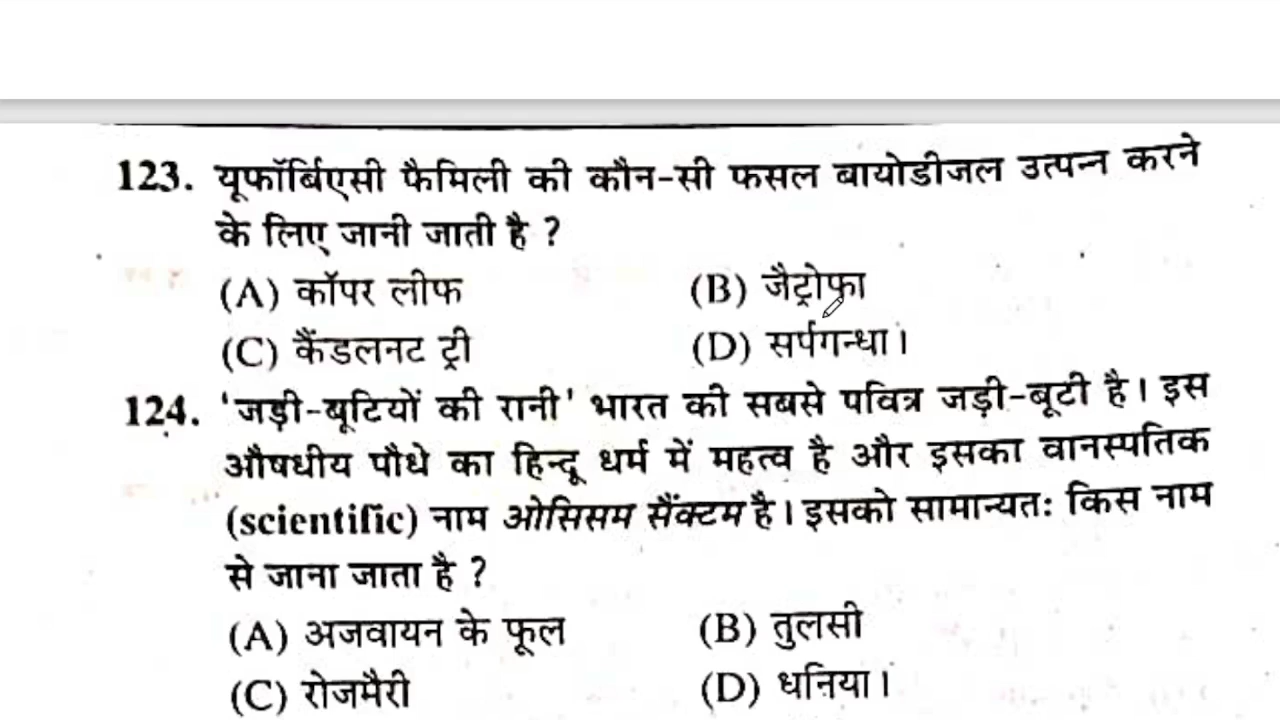 123. यूफॉर्बिएसी फैमिली की कौन-सी फसल बायोडीजल उत्पन्न करने
के लिए जानी जाती है ?
(A) कॉपर लीफ (B) जैट्रोफा
(C) कैंडलनट ट्री (D) सर्पगन्धा।
124. 'जड़ी-बूटियों की रानी' भारत की सबसे पवित्र जड़ी-बूटी है। इस
औषधीय पौधे का हिन्दू धर्म में महत्व है और इसका वानस्पतिक
(scientific) नाम ओसिसम सैंक्टम है। इसको सामान्यतः किस नाम
से जाना जाता है ?
(A) अजवायन के फूल (B) तुलसी
(C) रोजमैरी (D) धनिया।